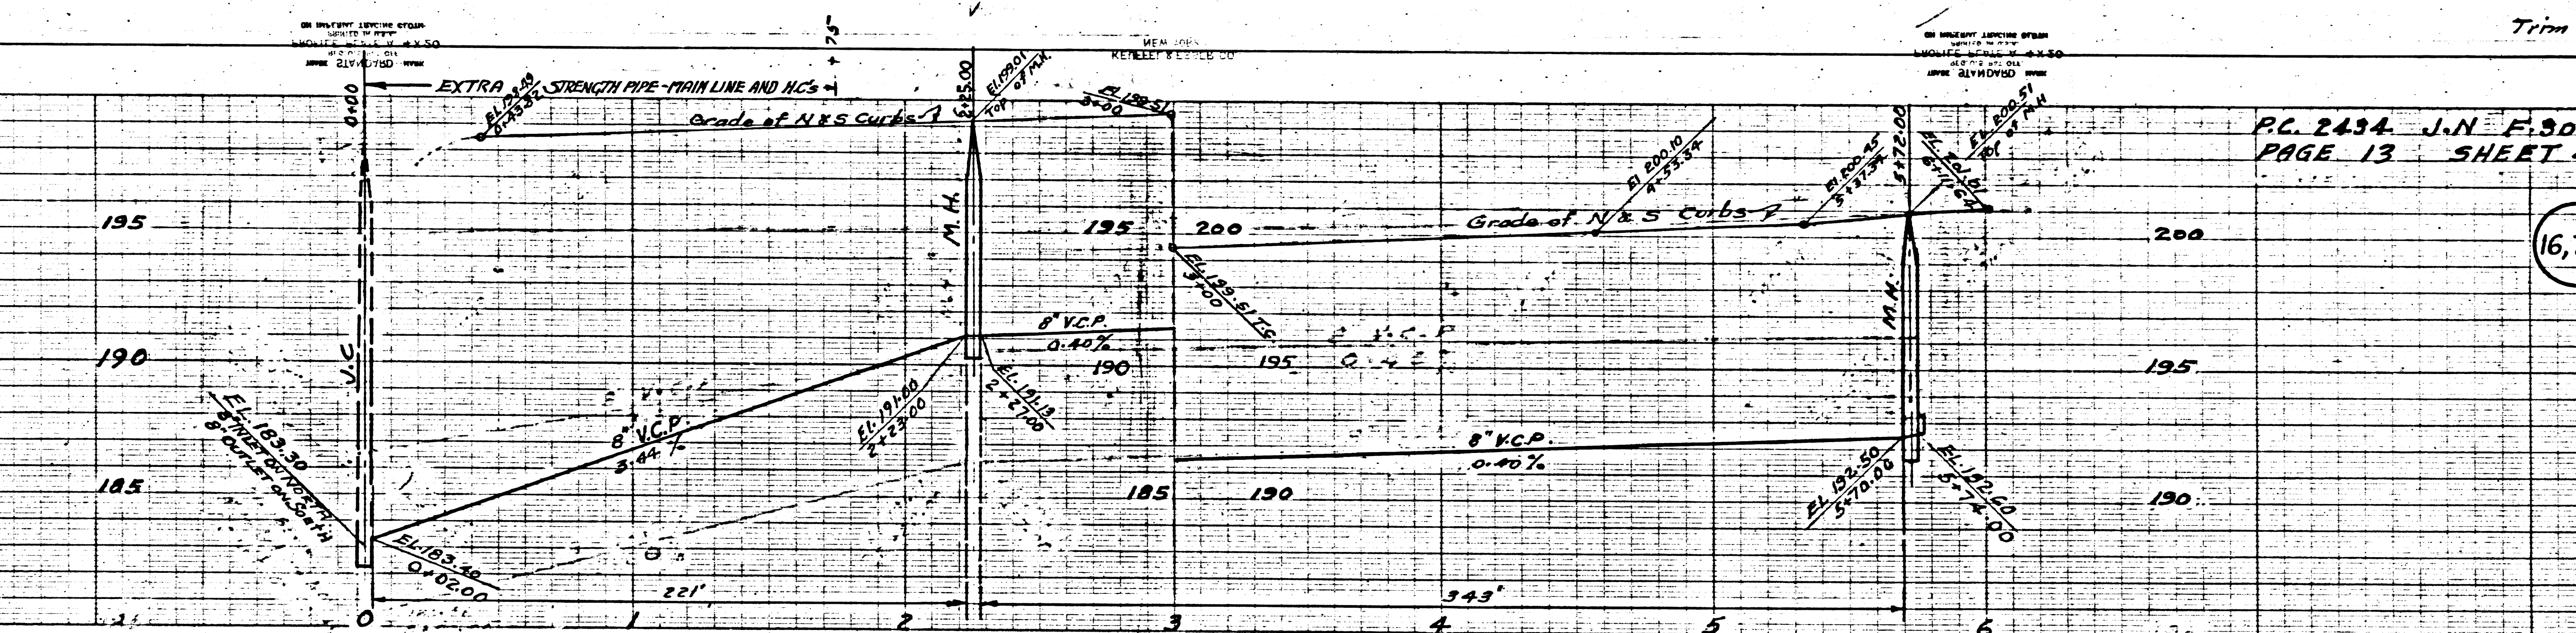 Trim
+75
EXTRA STRENGTH PIPE - MAIN LINE AND H.C's
0+00
0+43.32
Grade of N & S Curbs
2+25.00
El. 199.01
Top of M.H.
El. 199.51
3+00
El 200.10
4+53.34
El. 200.45
5+37.34
5+72.00
EL. 201.61
6+11.64
EL. 200.51
Top of M.H
P.C. 2434 J.N F.30
PAGE 13 SHEET
195
M.H.
195
200
Grade of N & S Curbs
200
16,
EL. 199.51 T.C.
3+00
M.H.
8" V.C.P.
0.40%
190
V.C
190
195
195
EL. 191.00
2+23.00
EL. 191.13
2+27.00
8" V.C.P.
3.44 %
8" V.C.P.
0.40%
EL. 183.30
8" INLET ON NORTH
8" OUTLET ON SOUTH
185
185
190
EL 192.50
5+70.00
EL. 192.60
5+74.00
190
EL. 183.40
0+02.00
221'
343'
0 1 2 3 4 5 6